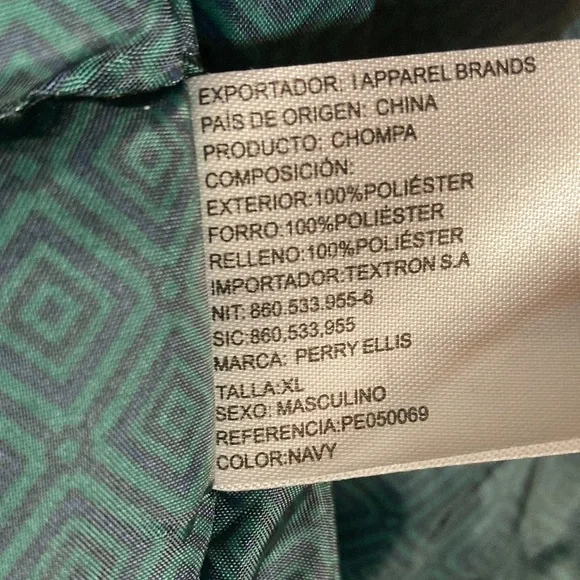 EXPORTADOR: IAPPAREL BRANDS
PAÍS DE ORIGEN: CHINA
PRODUCTO: CHOMPA
COMPOSICIÓN:
EXTERIOR:100%POLIÉSTER
FORRO:100%POLIÉSTER
RELLENO:100%POLIÉSTER
IMPORTADOR:TEXTRON S.A
NIT: 860.533.955-6
SIC:860,533,955
MARCA: PERRY ELLIS
TALLA:XL
SEXO: MASCULINO
REFERENCIA:PE050069
COLOR:NAVY